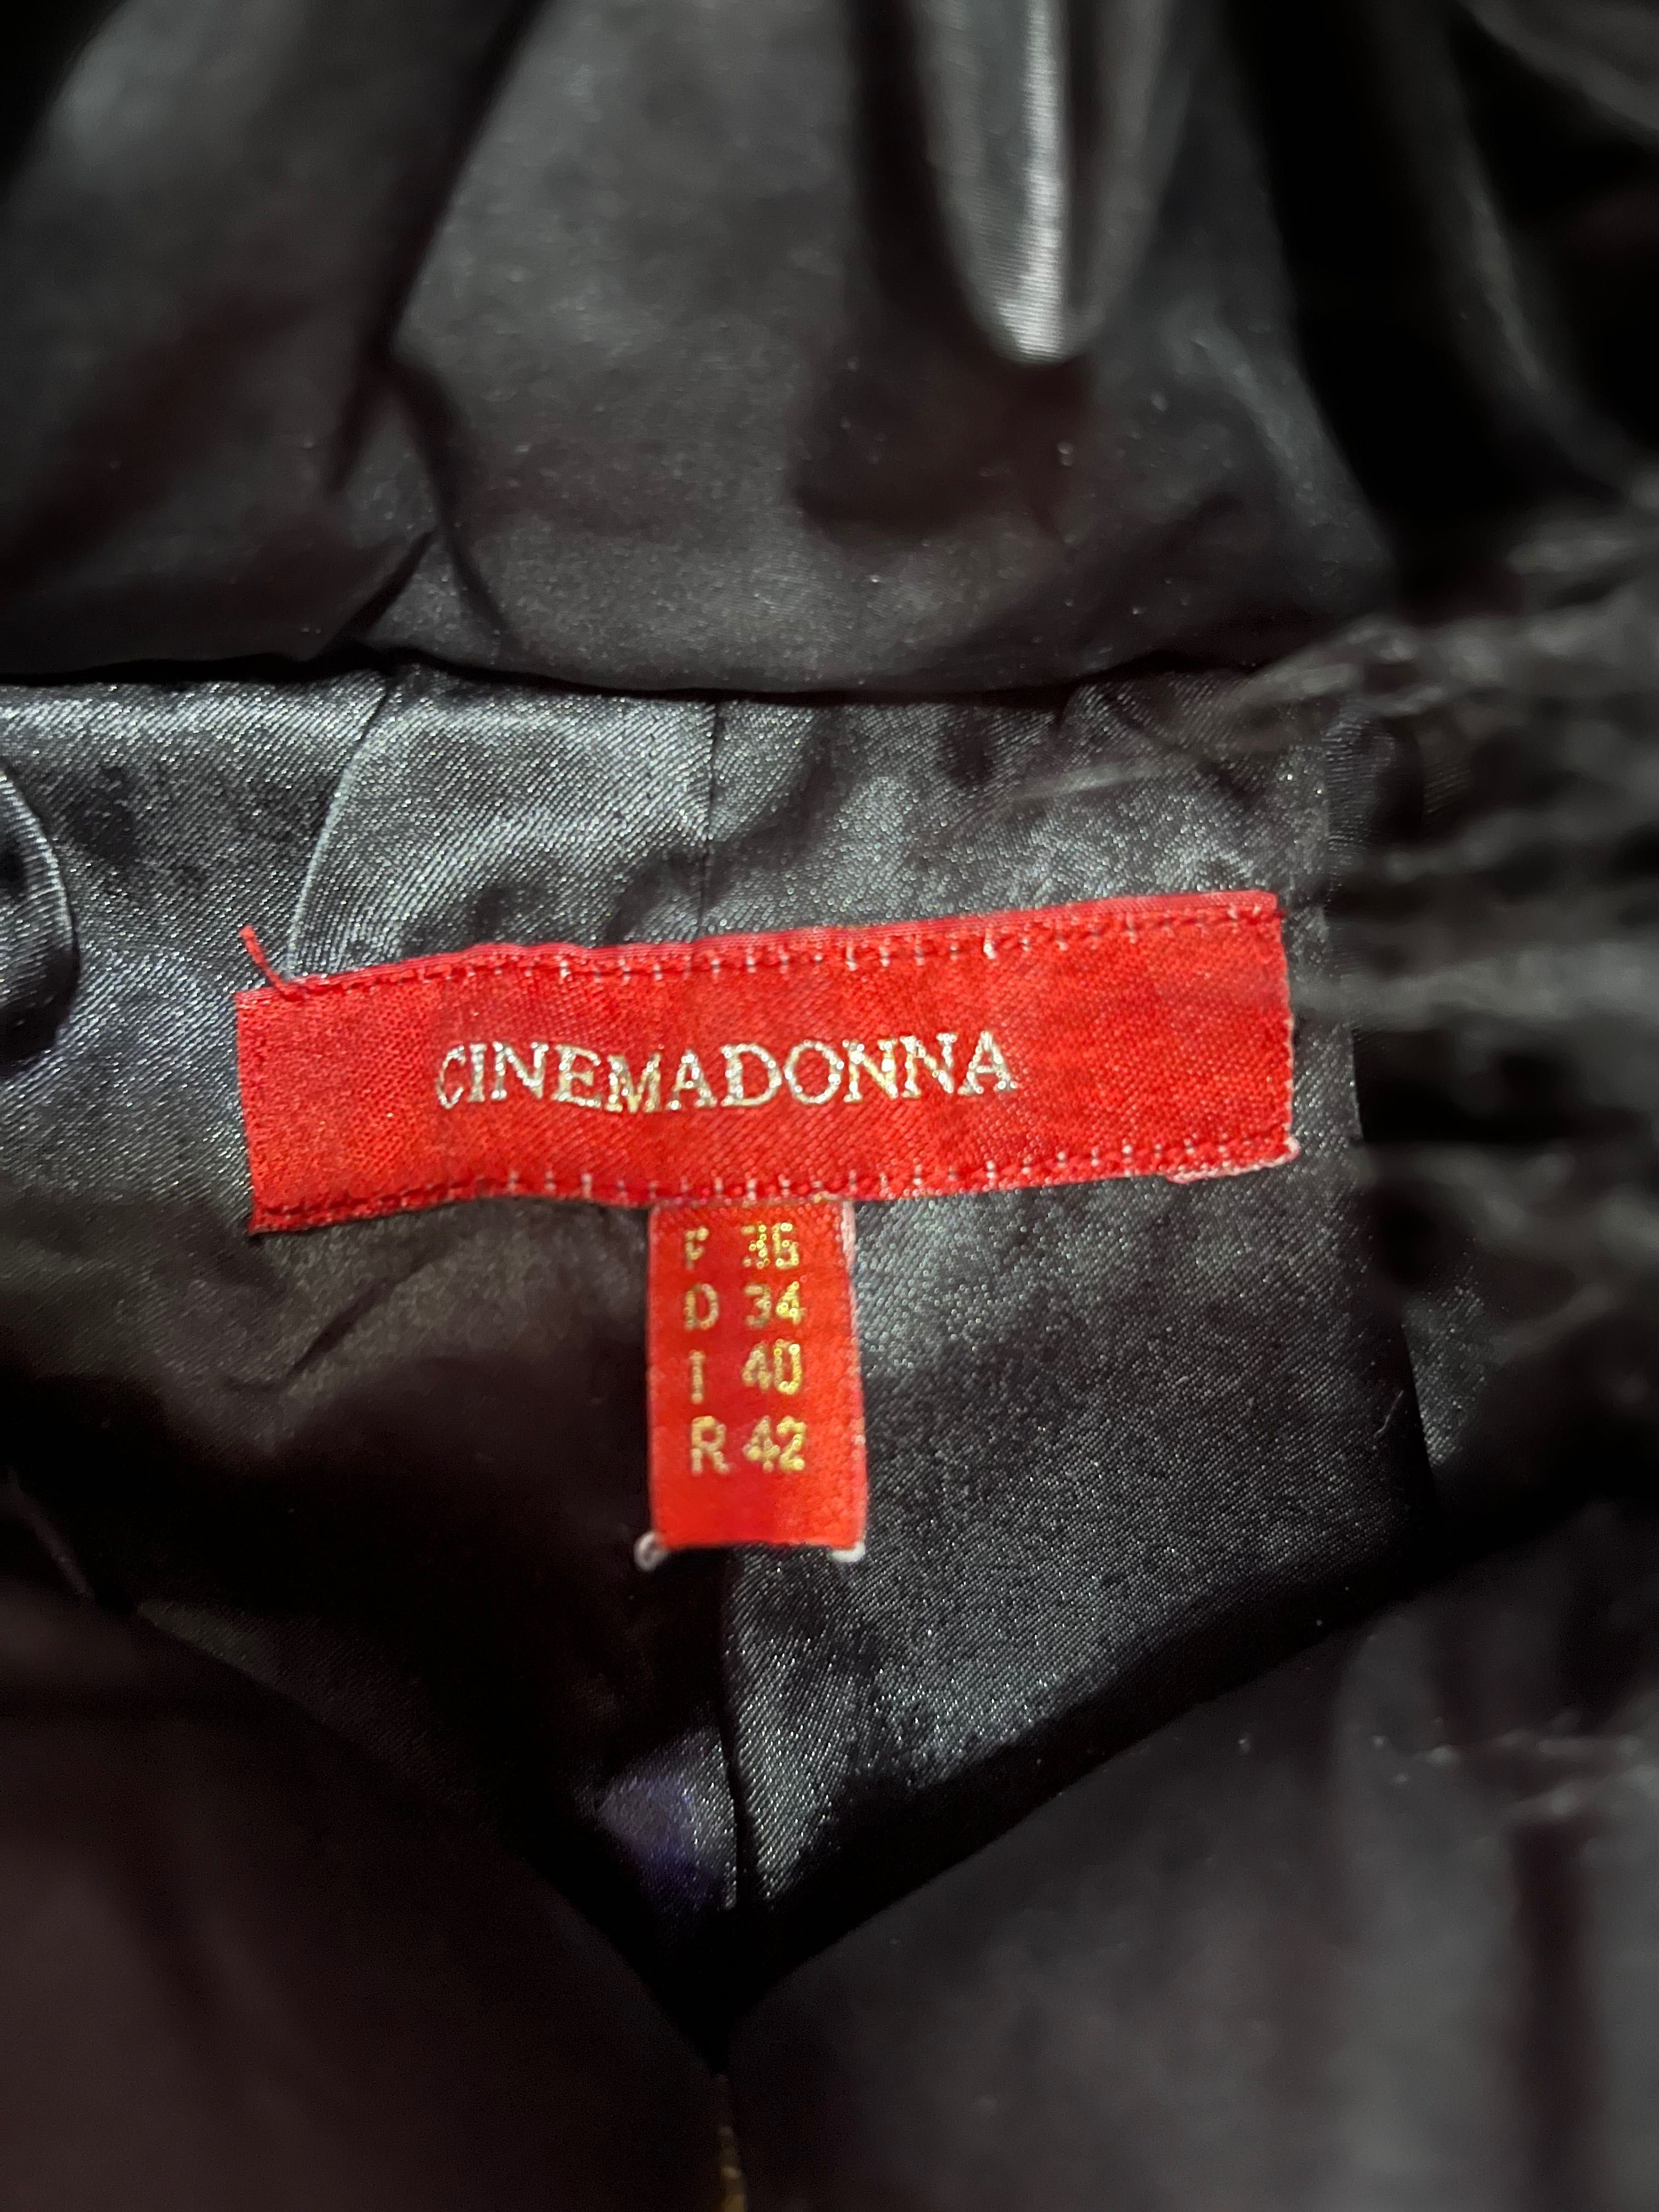 CINEMADONNA
F 36
D 34
I 40
R 42